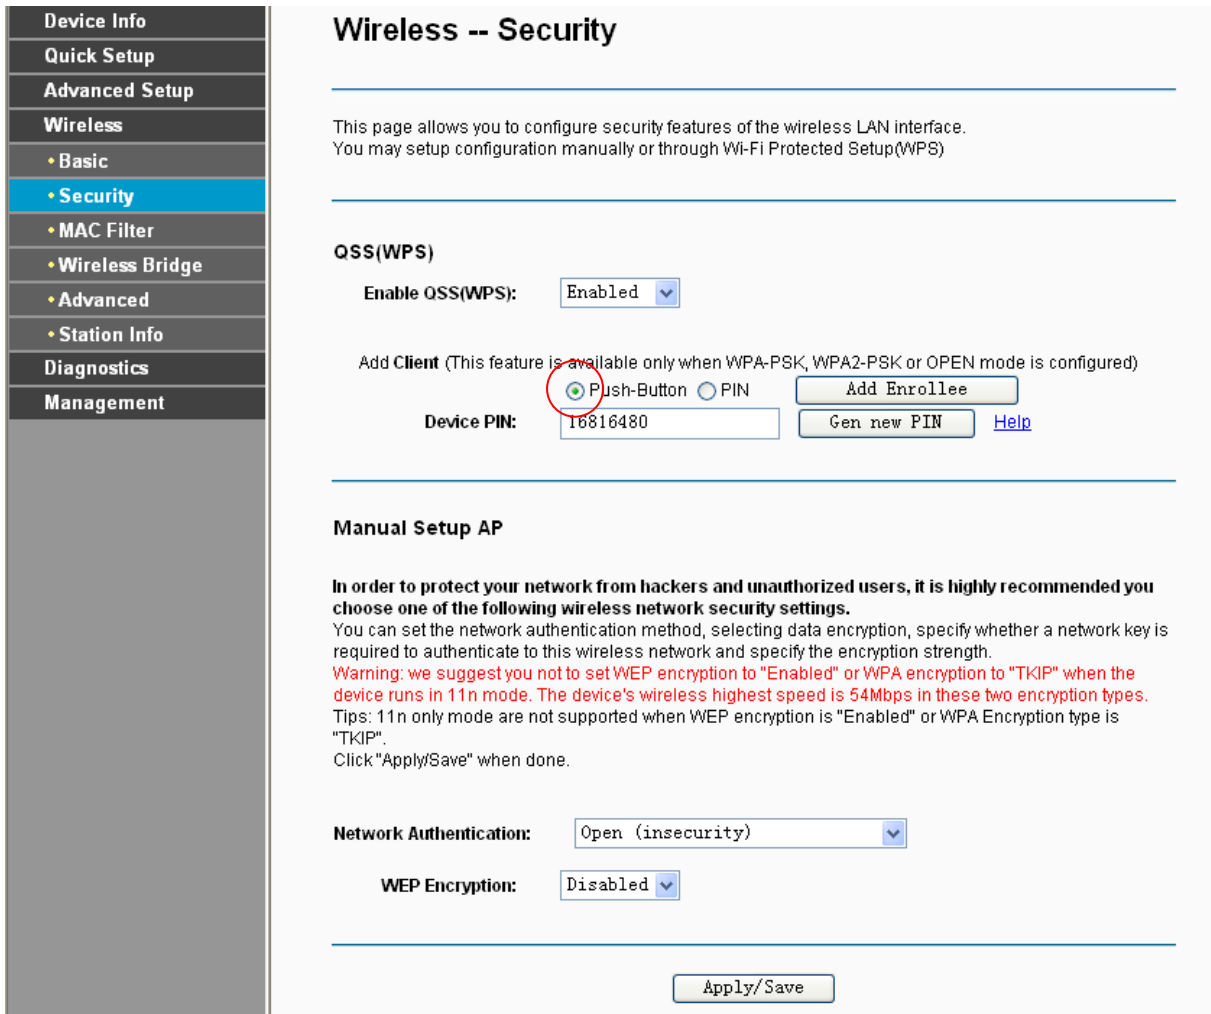 Device Info
Quick Setup
Advanced Setup
Wireless
• Basic
• Security
• MAC Filter
• Wireless Bridge
• Advanced
• Station Info
Diagnostics
Management
Wireless -- Security
This page allows you to configure security features of the wireless LAN interface.
You may setup configuration manually or through Wi-Fi Protected Setup(WPS)
QSS(WPS)
Enable QSS(WPS): Enabled
Add Client (This feature is available only when WPA-PSK, WPA2-PSK or OPEN mode is configured)
Push-Button PIN Add Enrollee
Device PIN: 16816480 Gen new PIN Help
Manual Setup AP
In order to protect your network from hackers and unauthorized users, it is highly recommended you
choose one of the following wireless network security settings.
You can set the network authentication method, selecting data encryption, specify whether a network key is
required to authenticate to this wireless network and specify the encryption strength.
Warning: we suggest you not to set WEP encryption to "Enabled" or WPA encryption to "TKIP" when the
device runs in 11n mode. The device's wireless highest speed is 54Mbps in these two encryption types.
Tips: 11n only mode are not supported when WEP encryption is "Enabled" or WPA Encryption type is
"TKIP".
Click "Apply/Save" when done.
Network Authentication: Open (insecurity)
WEP Encryption: Disabled
Apply/Save